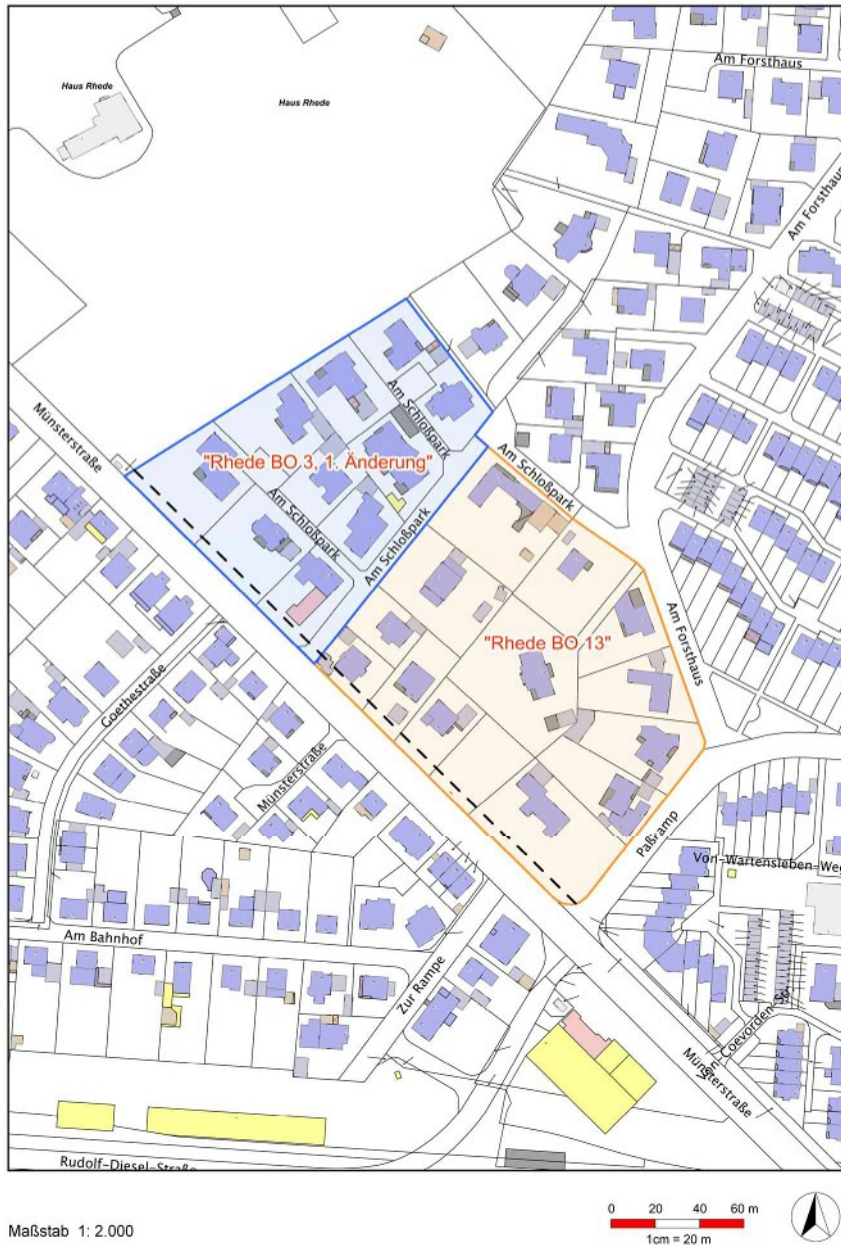 Haus Rhede
Haus Rhede
Am Forsthaus
Am Forsthaus
Münsterstraße
Am Schloßpark
"Rhede BO 3, 1. Änderung"
Am Schloßpark
Am Schloßpark
Am Schloßpark
"Rhede BO 13"
Am Forsthaus
Goethestraße
Münsterstraße
Paßramp
Von-Wartensleben-Weg
Am Bahnhof
Zur Rampe
Coevorden-
Münsterstraße
Rudolf-Diesel-Straße
Maßstab 1: 2.000
0 20 40 60 m
1cm = 20 m